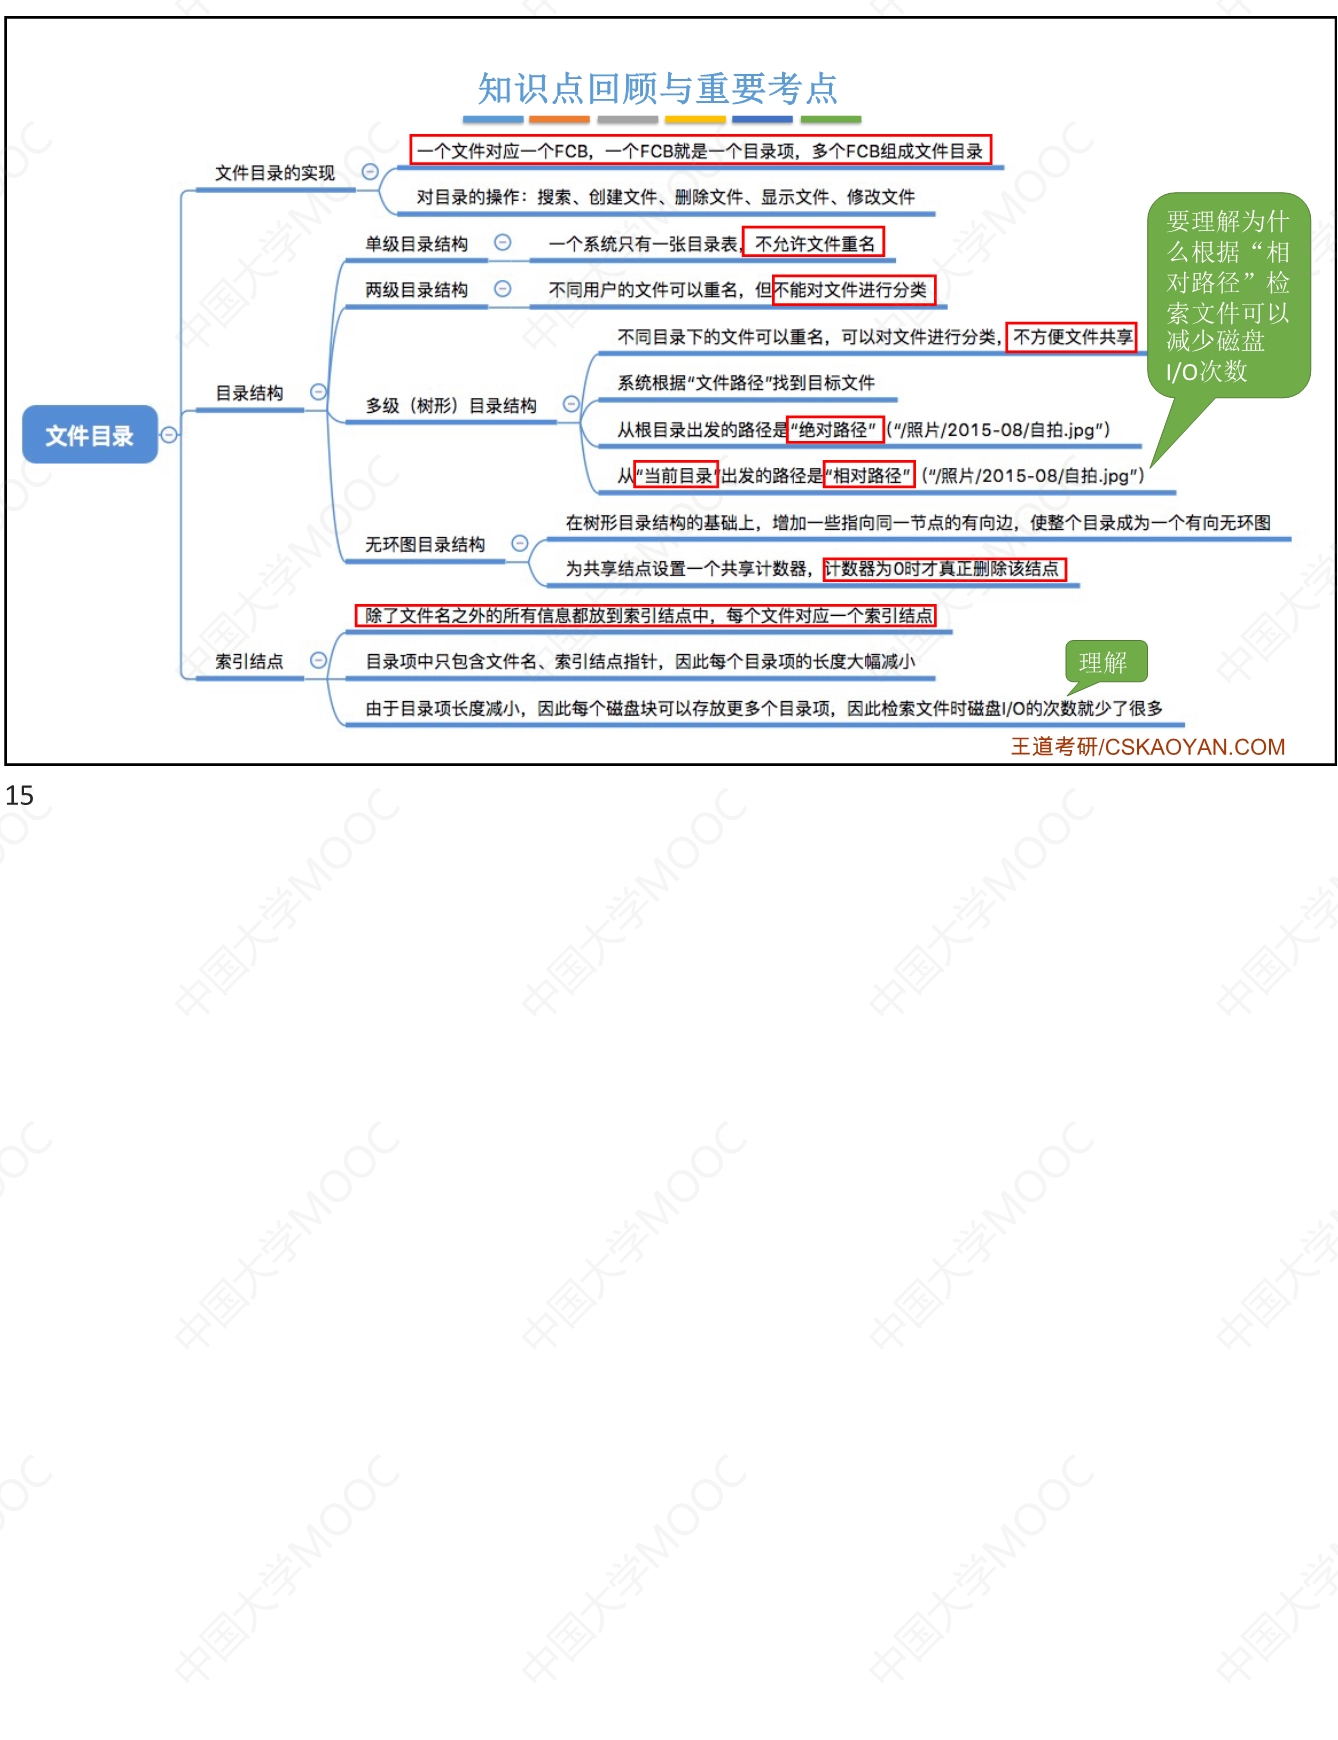 知识点回顾与重要考点
一个文件对应一个FCB，一个FCB就是一个目录项，多个FCB组成文件目录
文件目录的实现
对目录的操作：搜索、创建文件、删除文件、显示文件、修改文件
单级目录结构
一个系统只有一张目录表，不允许文件重名
两级目录结构
不同用户的文件可以重名，但不能对文件进行分类
不同目录下的文件可以重名，可以对文件进行分类，不方便文件共享
系统根据“文件路径”找到目标文件
目录结构
多级（树形）目录结构
从根目录出发的路径是“绝对路径”（“/照片/2015-08/自拍.jpg”）
从“当前目录”出发的路径是“相对路径”（“/照片/2015-08/自拍.jpg”）
要理解为什
么根据“相
对路径”检
索文件可以
减少磁盘
I/O次数
文件目录
在树形目录结构的基础上，增加一些指向同一节点的有向边，使整个目录成为一个有向无环图
无环图目录结构
为共享结点设置一个共享计数器，计数器为0时才真正删除该结点
除了文件名之外的所有信息都放到索引结点中，每个文件对应一个索引结点
索引结点
目录项中只包含文件名、索引结点指针，因此每个目录项的长度大幅减小
理解
由于目录项长度减小，因此每个磁盘块可以存放更多个目录项，因此检索文件时磁盘I/O的次数就少了很多
王道考研/CSKAOYAN.COM
15
中国大学MOOC